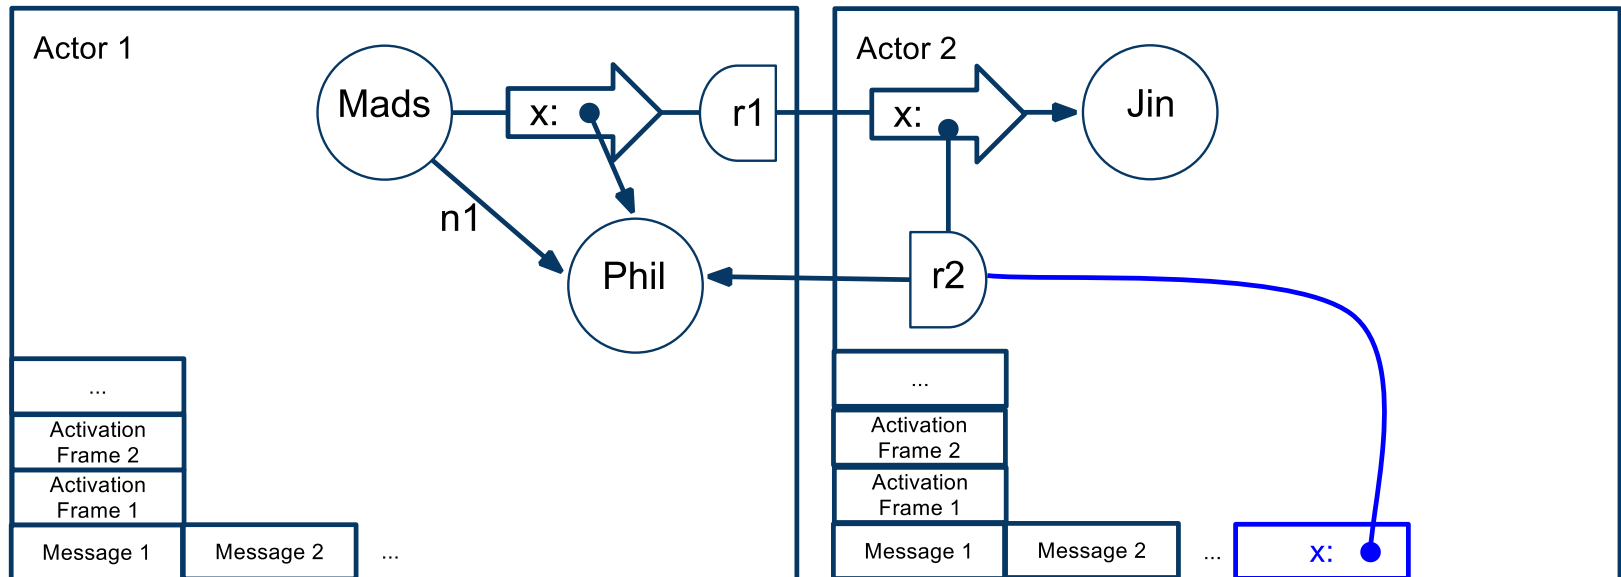 Actor 1
Mads
x:
r1
n1
Phil
...
Activation
Frame 2
Activation
Frame 1
Message 1
Message 2
...
Actor 2
x:
Jin
r2
...
Activation
Frame 2
Activation
Frame 1
Message 1
Message 2
...
x: